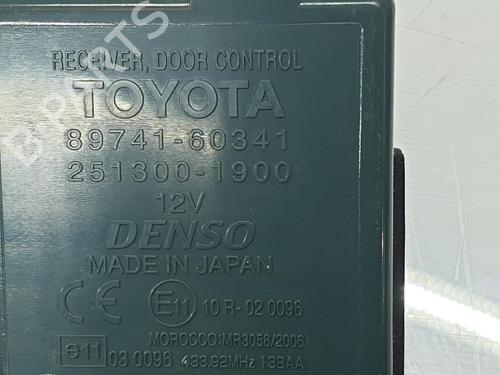 RECEIVER, DOOR CONTROL
TOYOTA
89741-60341
251300-1900
12V
DENSO
MADE IN JAPAN
CE E11 10 R-02 0096
MOROCCO:MR3058/2006
e11 03 0096 433.92MHz 13BAA
B-PARTS